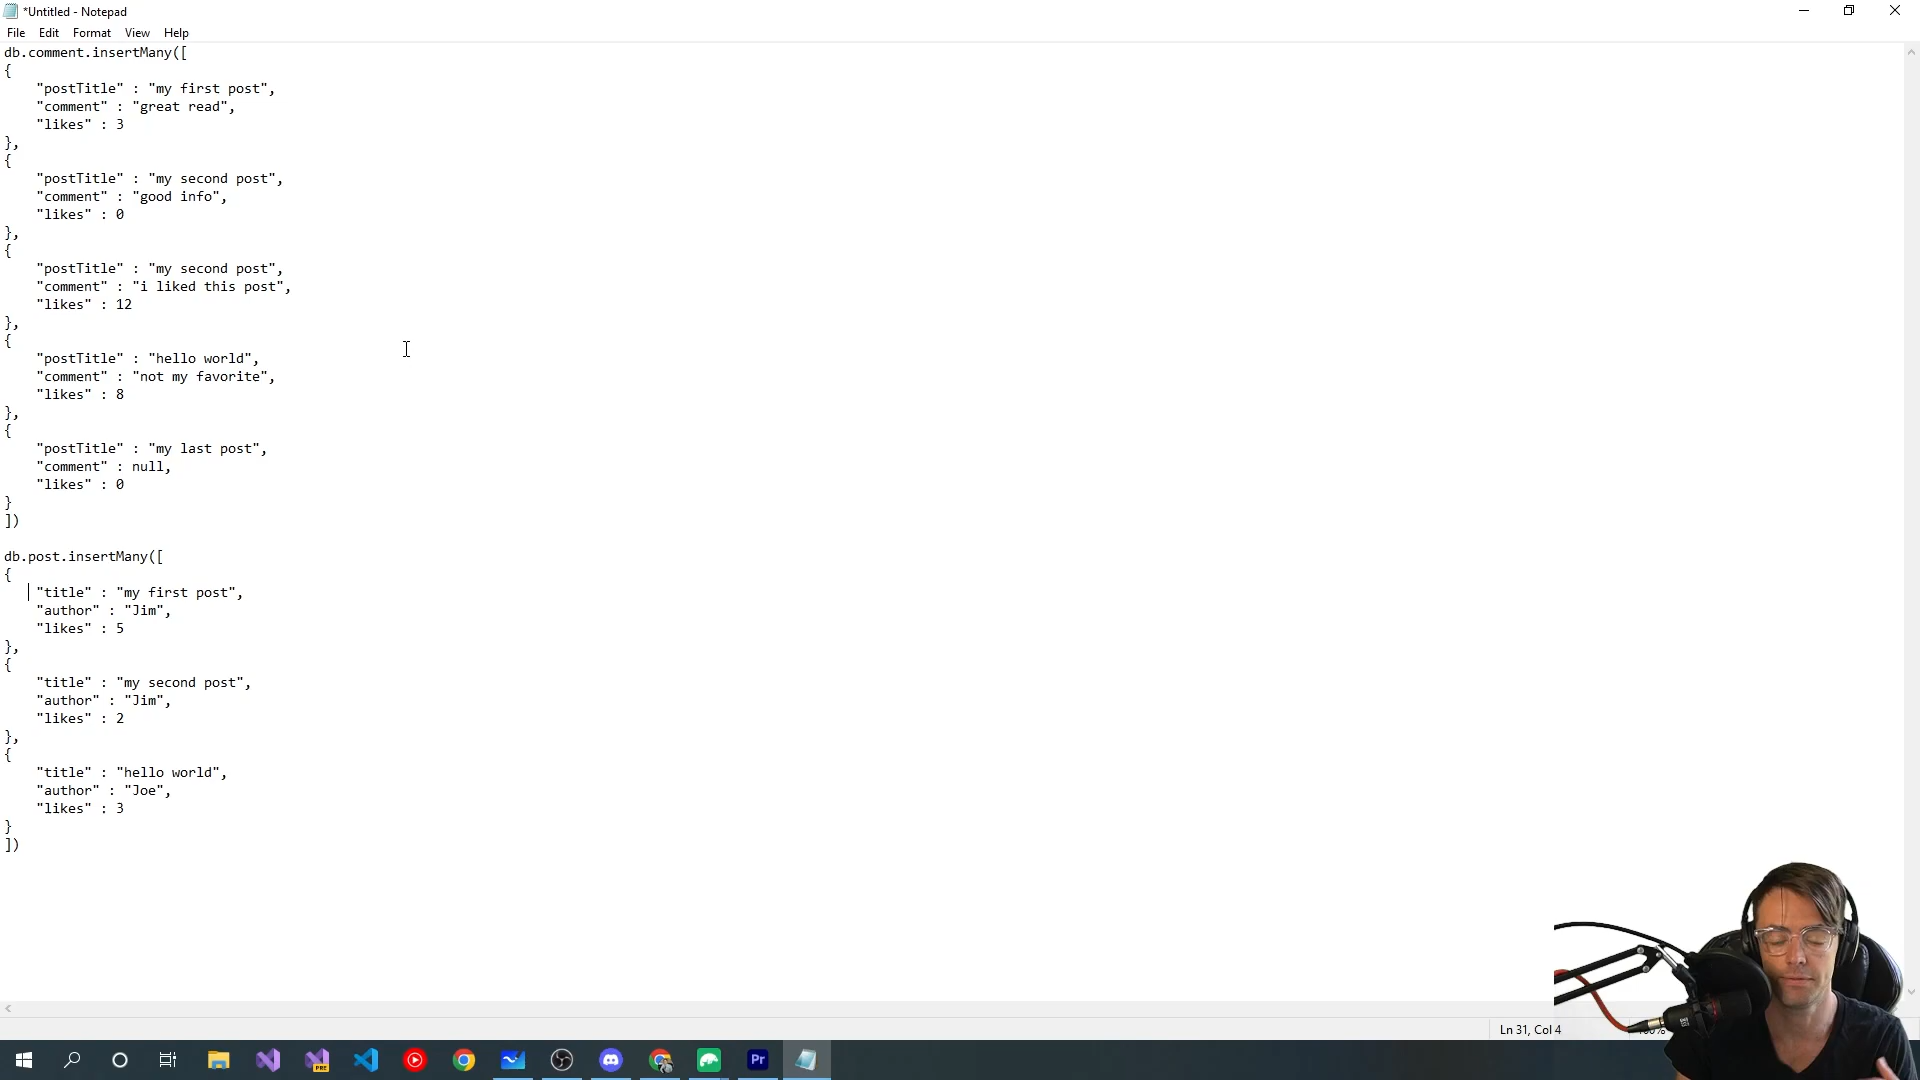 *Untitled - Notepad
File Edit Format View Help
db.comment.insertMany([
{
    "postTitle" : "my first post",
    "comment" : "great read",
    "likes" : 3
},
{
    "postTitle" : "my second post",
    "comment" : "good info",
    "likes" : 0
},
{
    "postTitle" : "my second post",
    "comment" : "i liked this post",
    "likes" : 12
},
{
    "postTitle" : "hello world",
    "comment" : "not my favorite",
    "likes" : 8
},
{
    "postTitle" : "my last post",
    "comment" : null,
    "likes" : 0
}
])
db.post.insertMany([
{
    "title" : "my first post",
    "author" : "Jim",
    "likes" : 5
},
{
    "title" : "my second post",
    "author" : "Jim",
    "likes" : 2
},
{
    "title" : "hello world",
    "author" : "Joe",
    "likes" : 3
}
])
Ln 31, Col 4
PRE
Pr